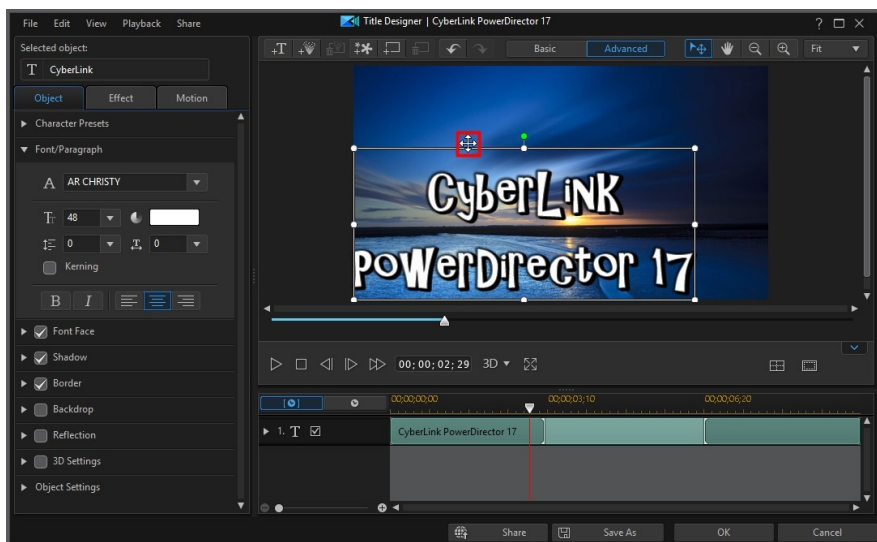 File Edit View Playback Share
Title Designer | CyberLink PowerDirector 17
?
Selected object:
T CyberLink
Object Effect Motion
Character Presets
Font/Paragraph
A AR CHRISTY
48
0 0
Kerning
B I
Font Face
Shadow
Border
Backdrop
Reflection
3D Settings
Object Settings
+T
Basic Advanced
Fit
CyberLink
PowerDirector 17
00;00;02;29 3D
00;00;00;00 00;00;03;10 00;00;06;20
1. T CyberLink PowerDirector 17
Share Save As OK Cancel